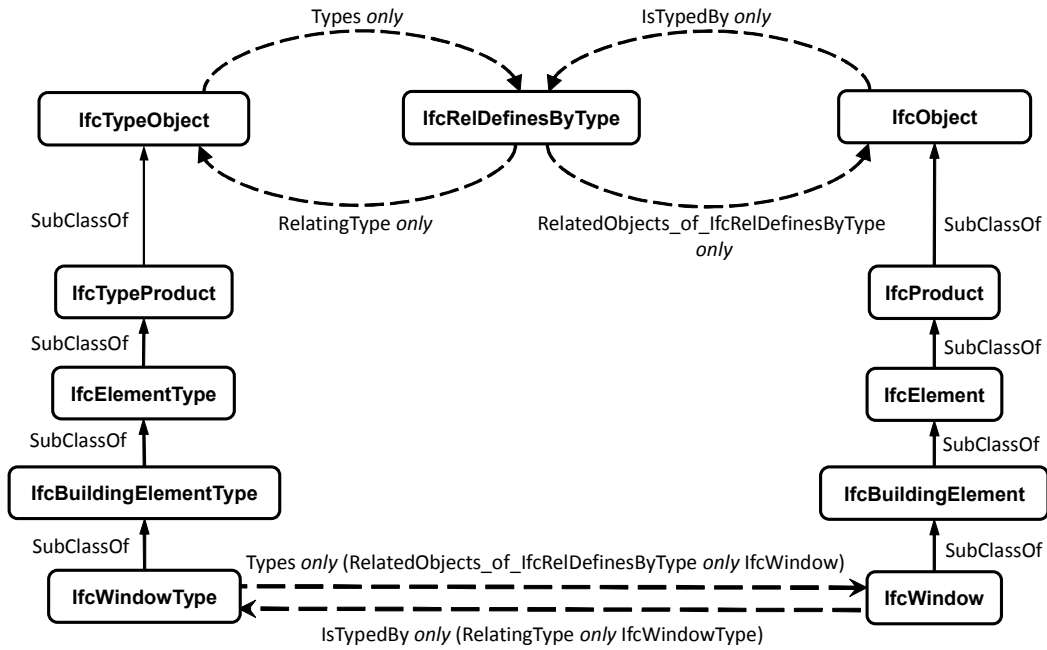 Types only
IsTypedBy only
IfcTypeObject
IfcRelDefinesByType
IfcObject
SubClassOf
RelatingType only
RelatedObjects_of_IfcRelDefinesByType
only
SubClassOf
IfcTypeProduct
IfcProduct
SubClassOf
SubClassOf
IfcElementType
IfcElement
SubClassOf
SubClassOf
IfcBuildingElementType
IfcBuildingElement
SubClassOf
SubClassOf
Types only (RelatedObjects_of_IfcRelDefinesByType only IfcWindow)
IfcWindowType
IfcWindow
IsTypedBy only (RelatingType only IfcWindowType)